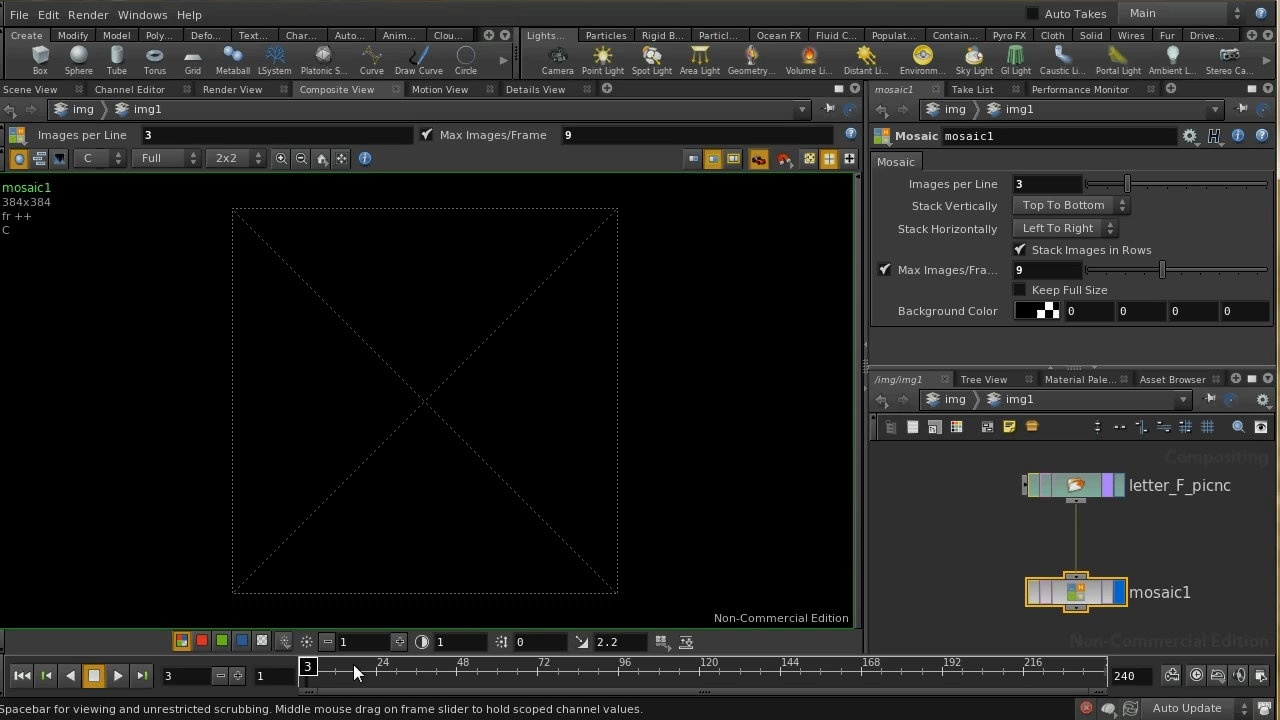 File Edit Render Windows Help Auto Takes Main
Create Modify Model Poly... Defo... Text... Char... Auto... Anim... Clou... Lights... Particles Rigid B... Particl... Ocean FX Fluid C... Populat... Contain... Pyro FX Cloth Solid Wires Fur Drive...
Box Sphere Tube Torus Grid Metaball LSystem Platonic S... Curve Draw Curve Circle Camera Point Light Spot Light Area Light Geometry... Volume Li... Distant Li... Environm... Sky Light GI Light Caustic Li... Portal Light Ambient L... Stereo Ca...
Scene View Channel Editor Render View Composite View Motion View Details View mosaic1 Take List Performance Monitor
img img1 img img1
Images per Line 3 Max Images/Frame 9 Mosaic mosaic1
C Full 2x2 Mosaic
mosaic1
384x384
fr ++
C
Images per Line 3
Stack Vertically Top To Bottom
Stack Horizontally Left To Right
Stack Images in Rows
Max Images/Fra... 9
Keep Full Size
Background Color 0 0 0 0
/img/img1 Tree View Material Pale... Asset Browser
img img1
Compositing
letter_F_picnc
mosaic1
Non-Commercial Edition
Non-Commercial Edition
1 1 0 2.2
3 1 3 24 48 72 96 120 144 168 192 216 240
Spacebar for viewing and unrestricted scrubbing. Middle mouse drag on frame slider to hold scoped channel values. Auto Update